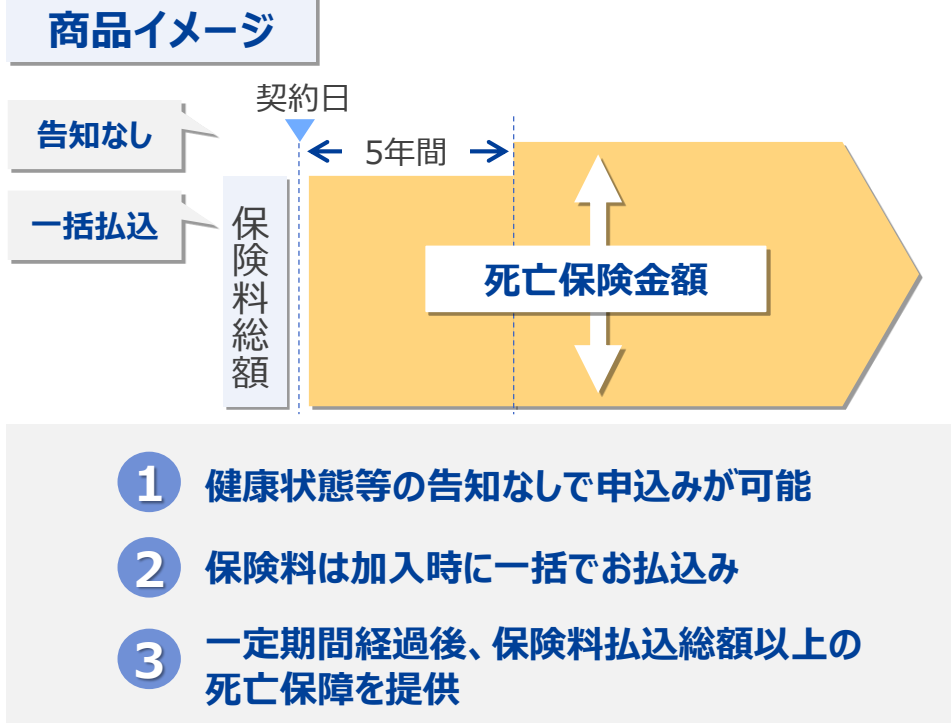 商品イメージ
契約日
告知なし
5年間
一括払込
保険料総額
死亡保険金額
1 健康状態等の告知なしで申込みが可能
2 保険料は加入時に一括でお払込み
3 一定期間経過後、保険料払込総額以上の
死亡保障を提供